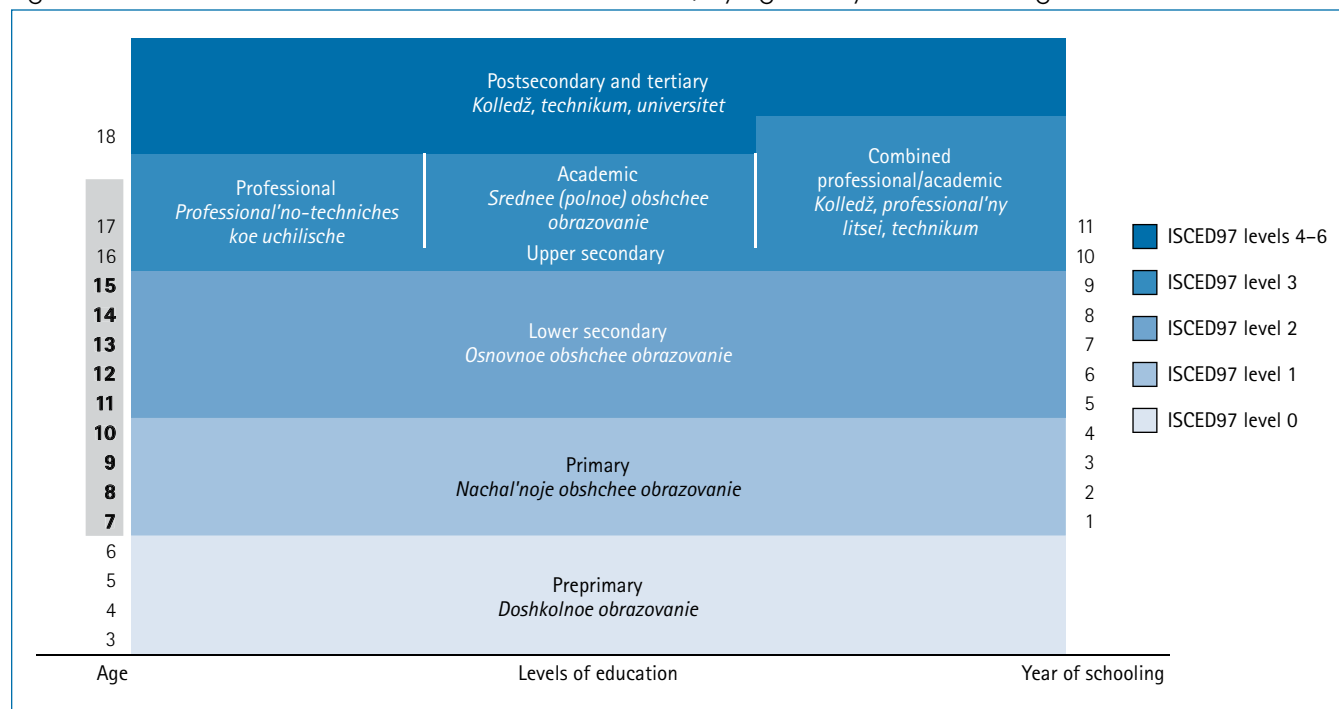 Postsecondary and tertiary
Kolledž, technikum, universitet
18
Professional
Professional'no-techniches
koe uchilische
Academic
Srednee (polnoe) obshchee
obrazovanie
Combined
professional/academic
Kolledž, professional'ny
litsei, technikum
17
11
Upper secondary
16
10
15
9
14
8
13
7
12
6
11
5
Lower secondary
Osnovnoe obshchee obrazovanie
10
4
9
3
8
2
7
1
Primary
Nachal'noje obshchee obrazovanie
6
5
4
3
Preprimary
Doshkolnoe obrazovanie
Age
Levels of education
Year of schooling
ISCED97 levels 4–6
ISCED97 level 3
ISCED97 level 2
ISCED97 level 1
ISCED97 level 0